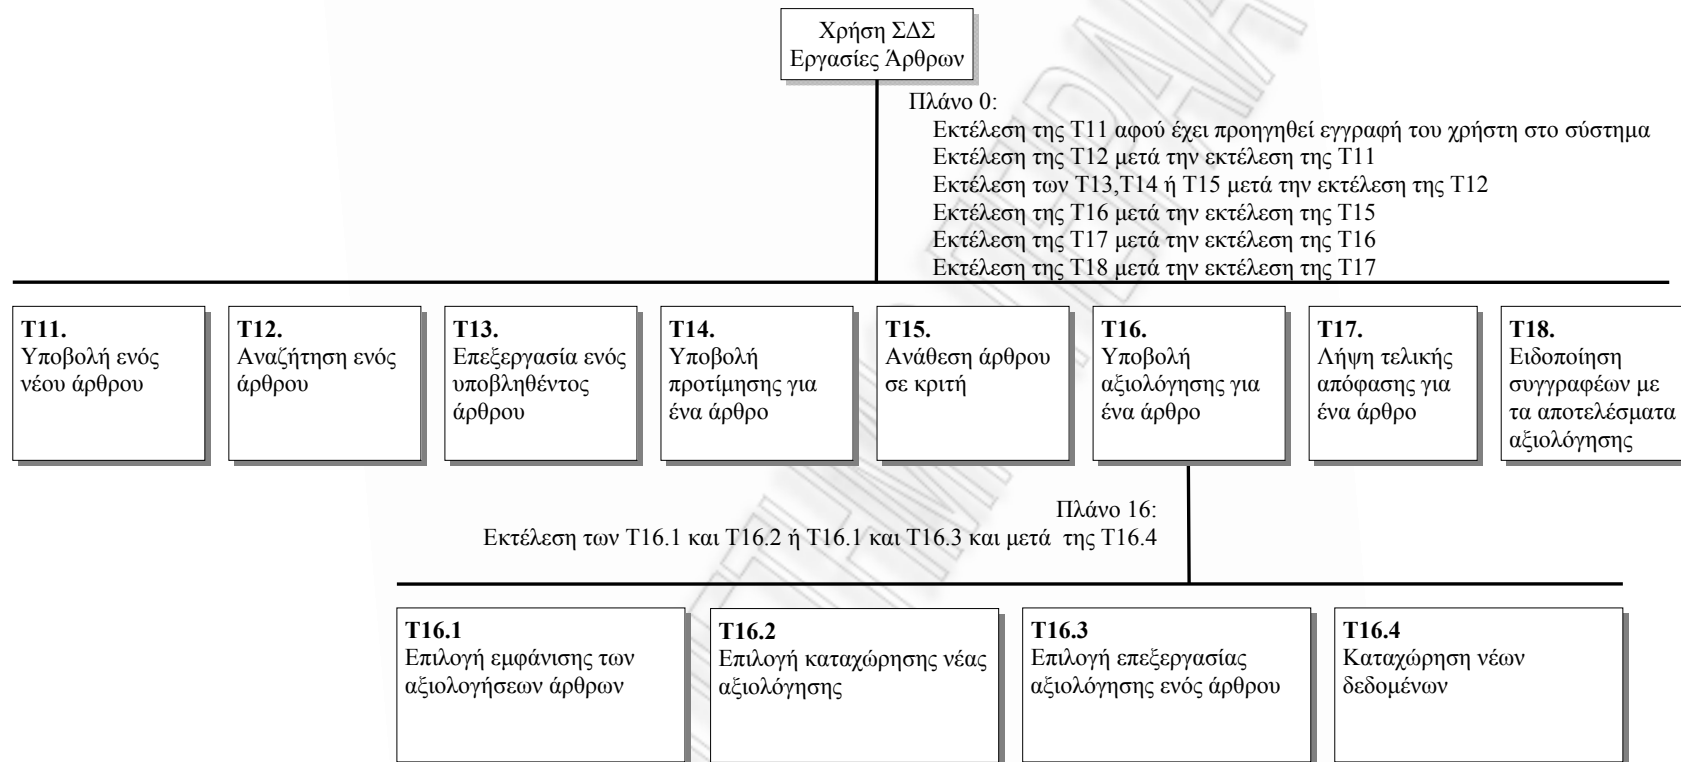 Χρήση ΣΔΣ
Εργασίες Άρθρων
Πλάνο 0:
Εκτέλεση της Τ11 αφού έχει προηγηθεί εγγραφή του χρήστη στο σύστημα
Εκτέλεση της Τ12 μετά την εκτέλεση της Τ11
Εκτέλεση των Τ13,Τ14 ή Τ15 μετά την εκτέλεση της Τ12
Εκτέλεση της Τ16 μετά την εκτέλεση της Τ15
Εκτέλεση της Τ17 μετά την εκτέλεση της Τ16
Εκτέλεση της Τ18 μετά την εκτέλεση της Τ17
Τ11.
Υποβολή ενός
νέου άρθρου
Τ12.
Αναζήτηση ενός
άρθρου
Τ13.
Επεξεργασία ενός
υποβληθέντος
άρθρου
Τ14.
Υποβολή
προτίμησης για
ένα άρθρο
Τ15.
Ανάθεση άρθρου
σε κριτή
Τ16.
Υποβολή
αξιολόγησης για
ένα άρθρο
Τ17.
Λήψη τελικής
απόφασης για
ένα άρθρο
Τ18.
Ειδοποίηση
συγγραφέων με
τα αποτελέσματα
αξιολόγησης
Πλάνο 16:
Εκτέλεση των Τ16.1 και Τ16.2 ή Τ16.1 και Τ16.3 και μετά της Τ16.4
Τ16.1
Επιλογή εμφάνισης των
αξιολογήσεων άρθρων
Τ16.2
Επιλογή καταχώρησης νέας
αξιολόγησης
Τ16.3
Επιλογή επεξεργασίας
αξιολόγησης ενός άρθρου
Τ16.4
Καταχώρηση νέων
δεδομένων